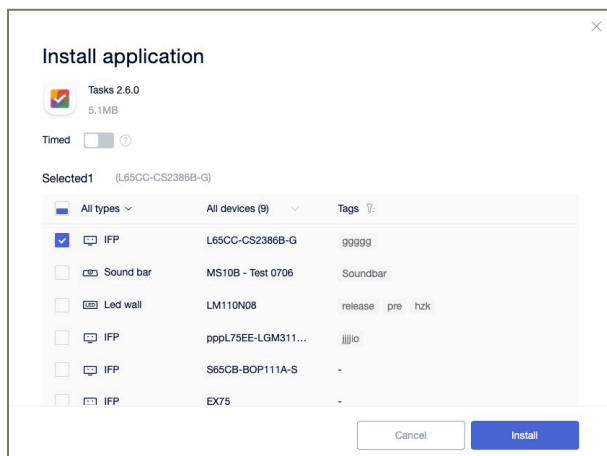 Install application
Tasks 2.6.0
5.1MB
Timed
Selected1 (L65CC-CS2386B-G)
All types All devices (9) Tags
IFP L65CC-CS2386B-G ggggg
Sound bar MS10B - Test 0706 Soundbar
LED Led wall LM110N08 release pre hzk
IFP pppL75EE-LGM311... jjjjio
IFP S65CB-BOP111A-S -
IFP EX75 -
Cancel Install